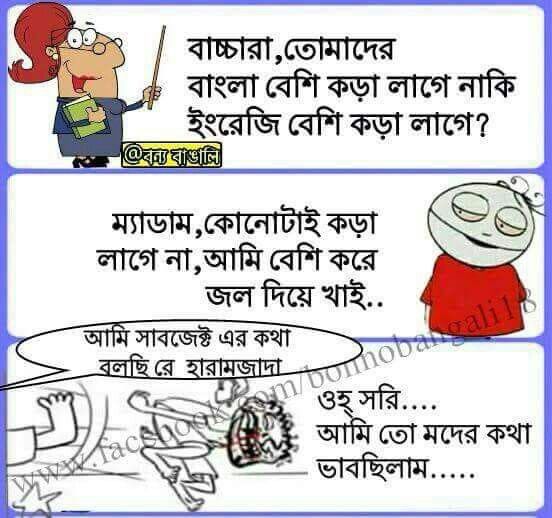 বাচ্চারা,তোমাদের
বাংলা বেশি কড়া লাগে নাকি
ইংরেজি বেশি কড়া লাগে?
@বন্য বাঙালি
ম্যাডাম,কোনোটাই কড়া
লাগে না,আমি বেশি করে
জল দিয়ে খাই..
আমি সাবজেক্ট এর কথা
বলছি রে হারামজাদা
ওহ্ সরি....
আমি তো মদের কথা
ভাবছিলাম.....
www.facebook.com/bonnobangali18